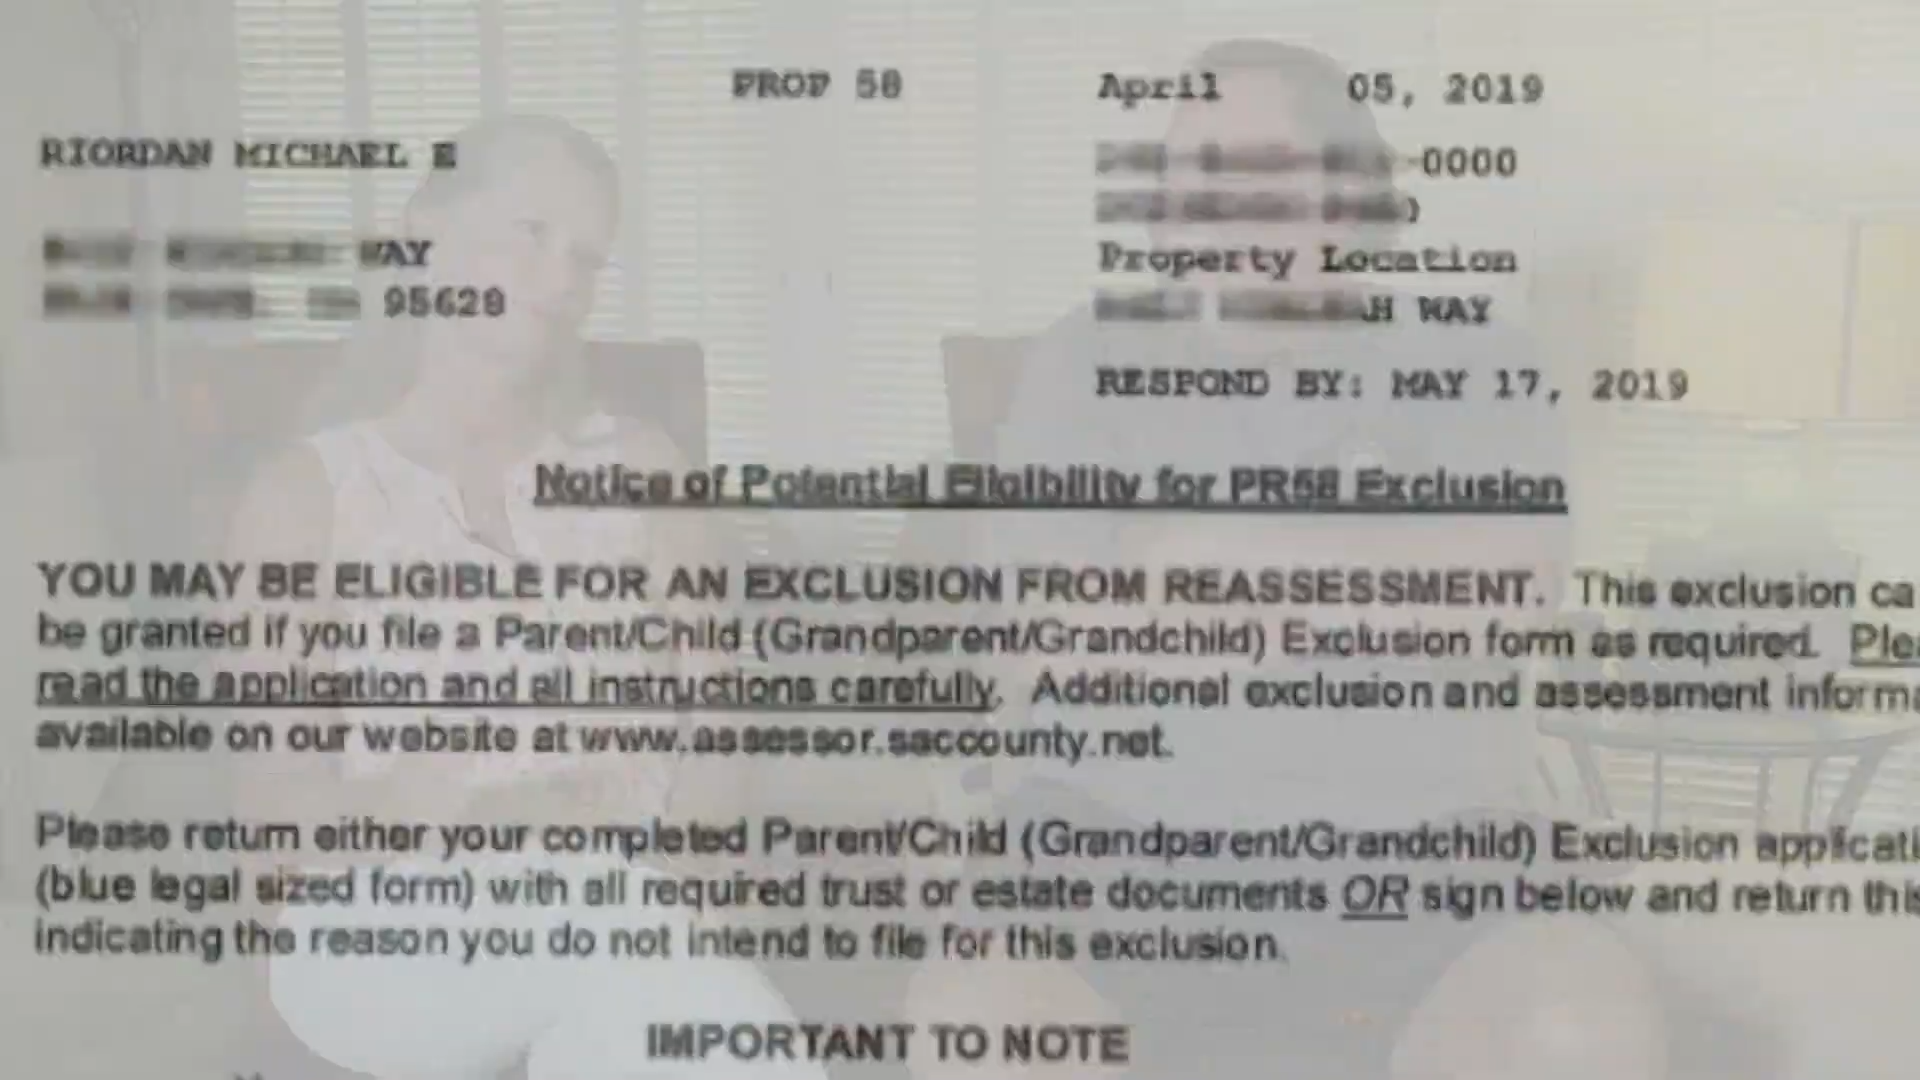 PROP 58
April 05, 2019
RIORDAN MICHAEL E
-0000
WAY
Property Location
95628
H WAY
RESPOND BY: MAY 17, 2019
Notice of Potential Eligibility for PR58 Exclusion
YOU MAY BE ELIGIBLE FOR AN EXCLUSION FROM REASSESSMENT. This exclusion ca
be granted if you file a Parent/Child (Grandparent/Grandchild) Exclusion form as required. Plea
read the application and all instructions carefully. Additional exclusion and assessment informa
available on our website at www.assessor.saccounty.net.
Please return either your completed Parent/Child (Grandparent/Grandchild) Exclusion applicati
(blue legal sized form) with all required trust or estate documents OR sign below and return this
indicating the reason you do not intend to file for this exclusion.
IMPORTANT TO NOTE